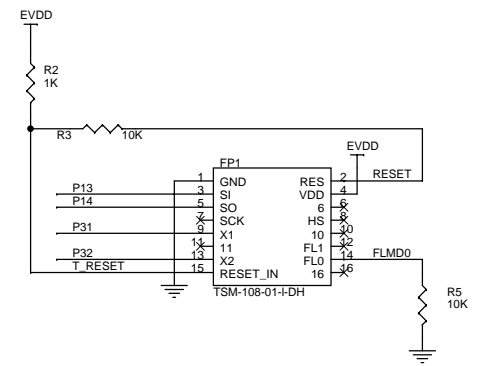 EVDD
R2
1K
R3 10K
EVDD
FP1
1 GND RES 2 RESET
P13 3 SI VDD 4
P14 5 SO 6 6
7 SCK HS 8
P31 9 X1 10 10
11 11 FL1 12
P32 13 X2 FL0 14 FLMD0
T_RESET 15 RESET_IN 16 16
TSM-108-01-l-DH
R5
10K